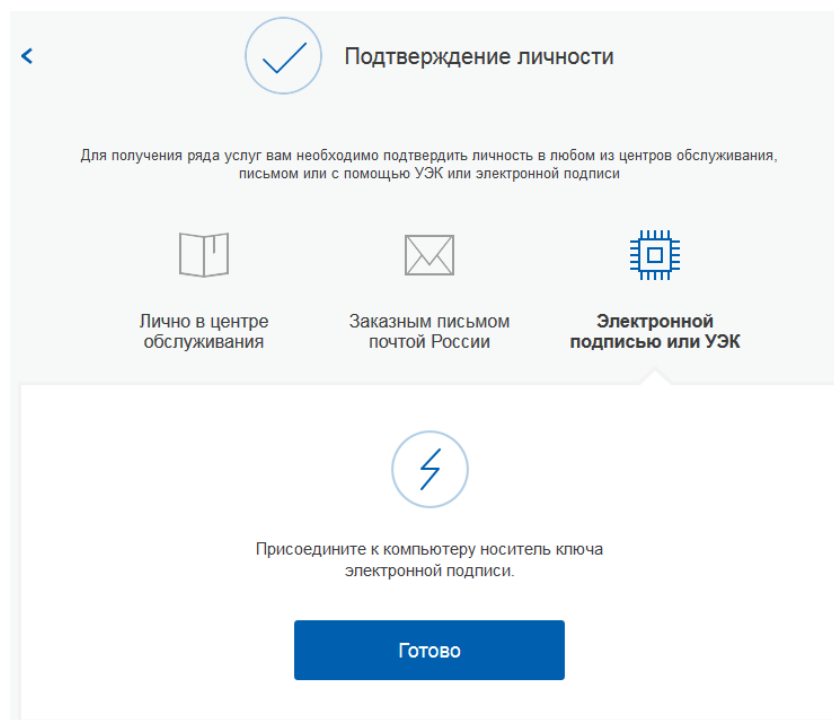 Подтверждение личности
Для получения ряда услуг вам необходимо подтвердить личность в любом из центров обслуживания,
письмом или с помощью УЭК или электронной подписи
Лично в центре
обслуживания
Заказным письмом
почтой России
Электронной
подписью или УЭК
Присоедините к компьютеру носитель ключа
электронной подписи.
Готово